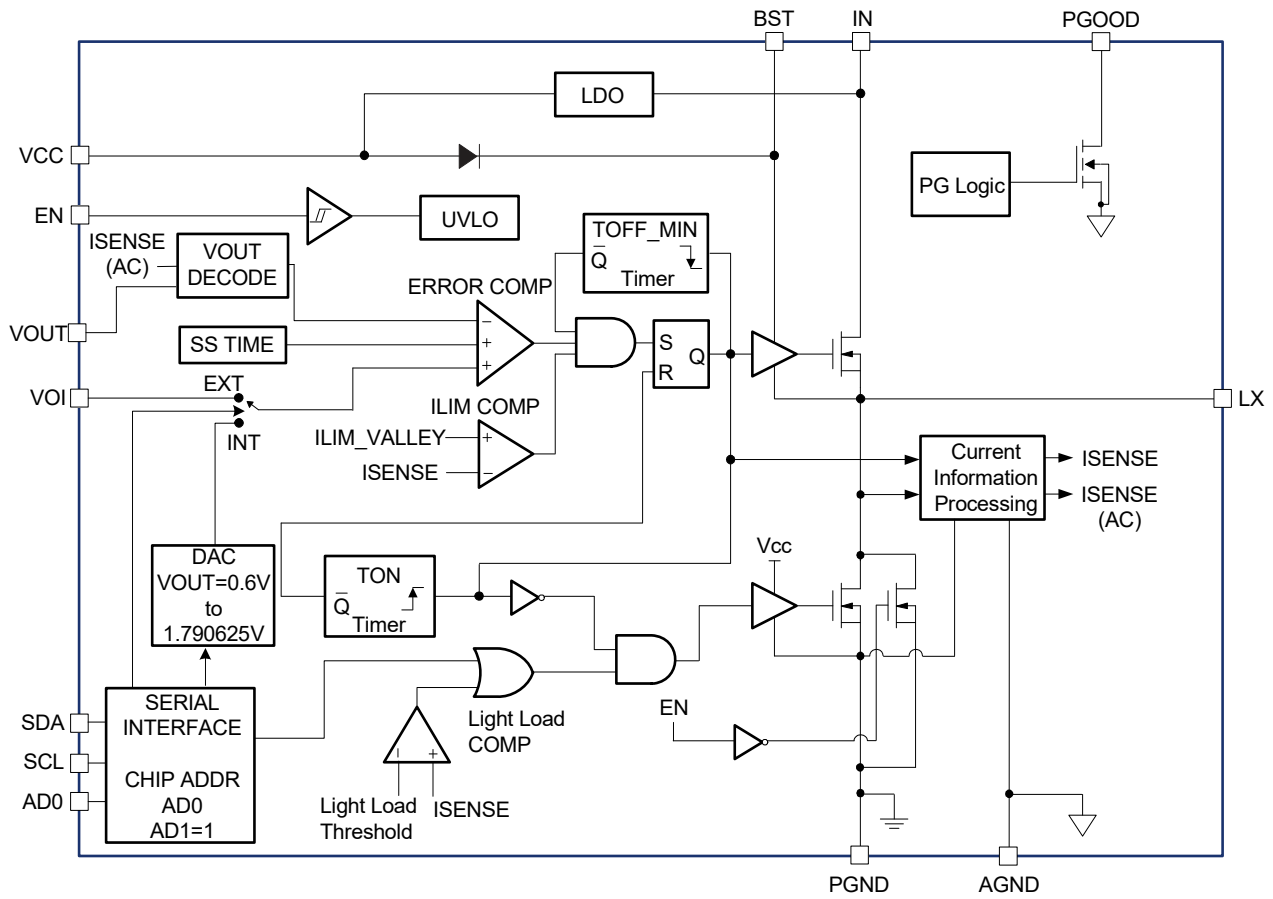 BST
IN
PGOOD
LDO
VCC
PG Logic
EN
UVLO
ISENSE
(AC)
VOUT
DECODE
TOFF_MIN
Q
Timer
ERROR COMP
VOUT
SS TIME
−
+
+
S
Q
R
EXT
VOI
LX
INT
ILIM COMP
ILIM_VALLEY
+
ISENSE
−
Current
Information
Processing
ISENSE
ISENSE
(AC)
DAC
VOUT=0.6V
to
1.790625V
TON
Q
Timer
Vcc
SERIAL
INTERFACE
CHIP ADDR
AD0
AD1=1
SDA
SCL
AD0
Light Load
COMP
EN
−
+
Light Load
Threshold
ISENSE
PGND
AGND